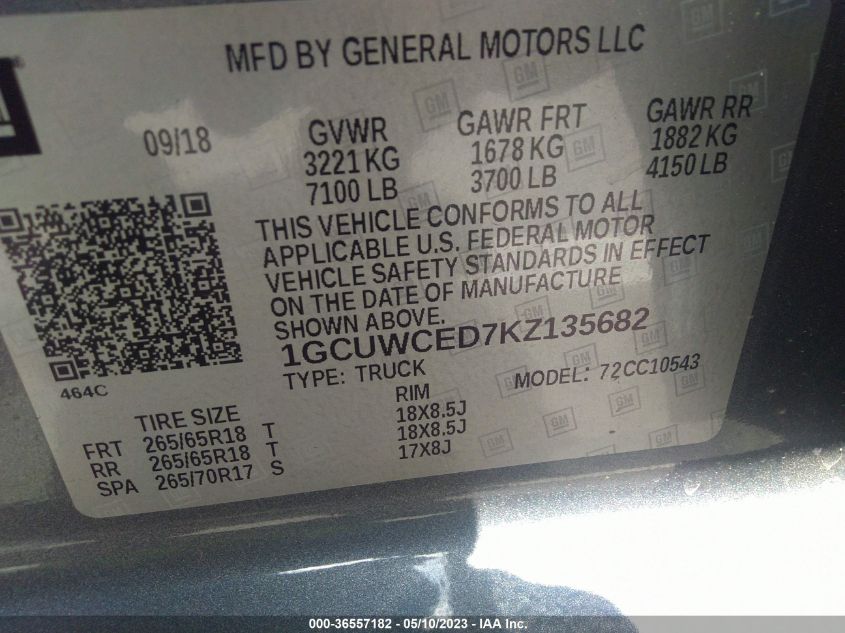 MFD BY GENERAL MOTORS LLC
09/18
GVWR
3221 KG
7100 LB
GAWR FRT
1678 KG
3700 LB
GAWR RR
1882 KG
4150 LB
THIS VEHICLE CONFORMS TO ALL
APPLICABLE U.S. FEDERAL MOTOR
VEHICLE SAFETY STANDARDS IN EFFECT
ON THE DATE OF MANUFACTURE
SHOWN ABOVE.
1GCUWCED7KZ135682
TYPE: TRUCK MODEL: 72CC10543
464C
TIRE SIZE RIM
FRT 265/65R18 T 18X8.5J
RR 265/65R18 T 18X8.5J
SPA 265/70R17 S 17X8J
GM
000-36557182 - 05/10/2023 - IAA Inc.